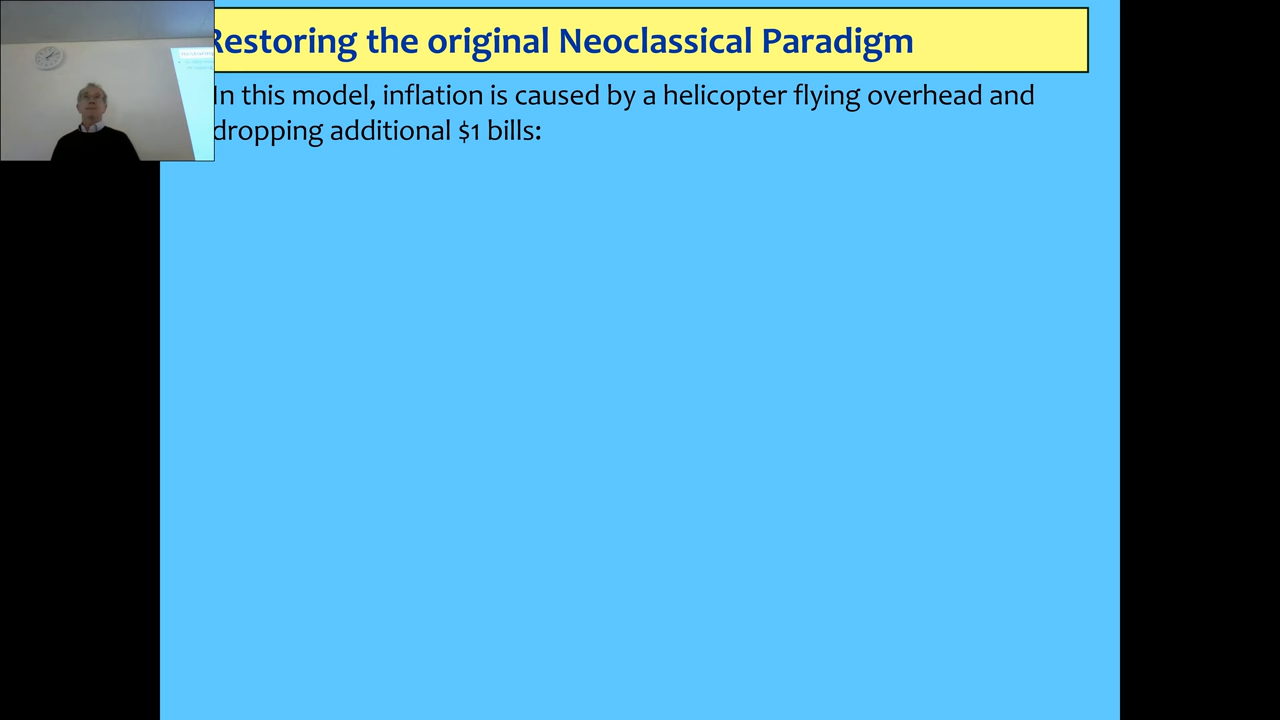 Restoring the original Neoclassical Paradigm
In this model, inflation is caused by a helicopter flying overhead and
dropping additional $1 bills: